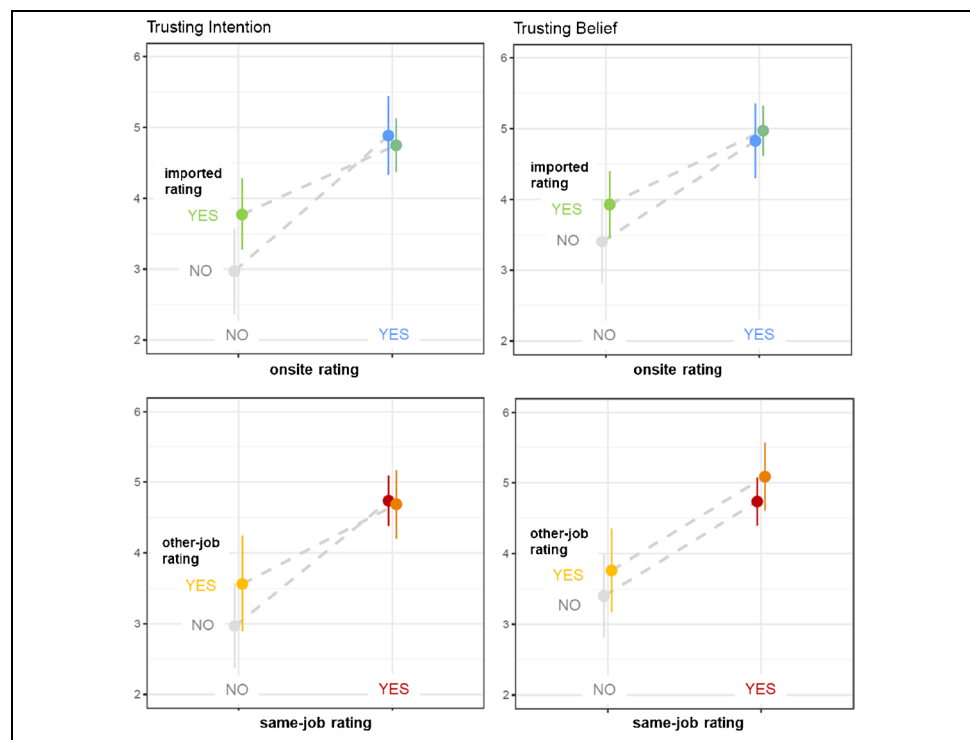 Trusting Intention
6
5
4
3
2
imported
rating
YES
NO
NO
YES
onsite rating
Trusting Belief
6
5
4
3
2
imported
rating
YES
NO
NO
YES
onsite rating
6
5
4
3
2
other-job
rating
YES
NO
NO
YES
same-job rating
6
5
4
3
2
other-job
rating
YES
NO
NO
YES
same-job rating